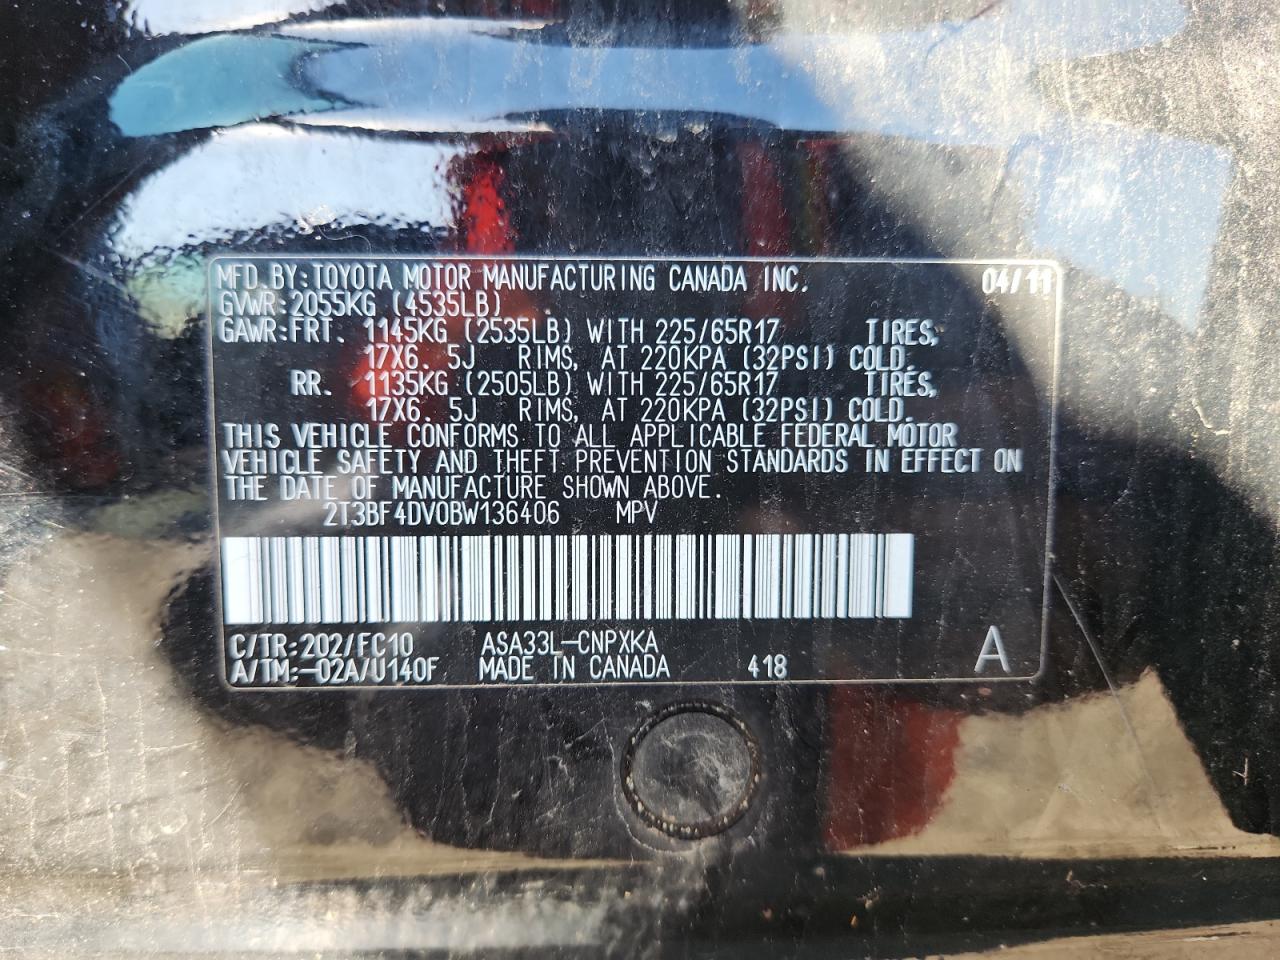 MFD.BY:TOYOTA MOTOR MANUFACTURING CANADA INC. 04/11
GVWR:2055KG (4535LB)
GAWR:FRT. 1145KG (2535LB) WITH 225/65R17 TIRES,
17X6.5J RIMS, AT 220KPA (32PSI) COLD.
RR. 1135KG (2505LB) WITH 225/65R17 TIRES,
17X6.5J RIMS, AT 220KPA (32PSI) COLD.
THIS VEHICLE CONFORMS TO ALL APPLICABLE FEDERAL MOTOR
VEHICLE SAFETY AND THEFT PREVENTION STANDARDS IN EFFECT ON
THE DATE OF MANUFACTURE SHOWN ABOVE.
2T3BF4DV0BW136406 MPV
C/TR:202/FC10 ASA33L-CNPXKA
A/TM:-02A/U140F MADE IN CANADA 418 A